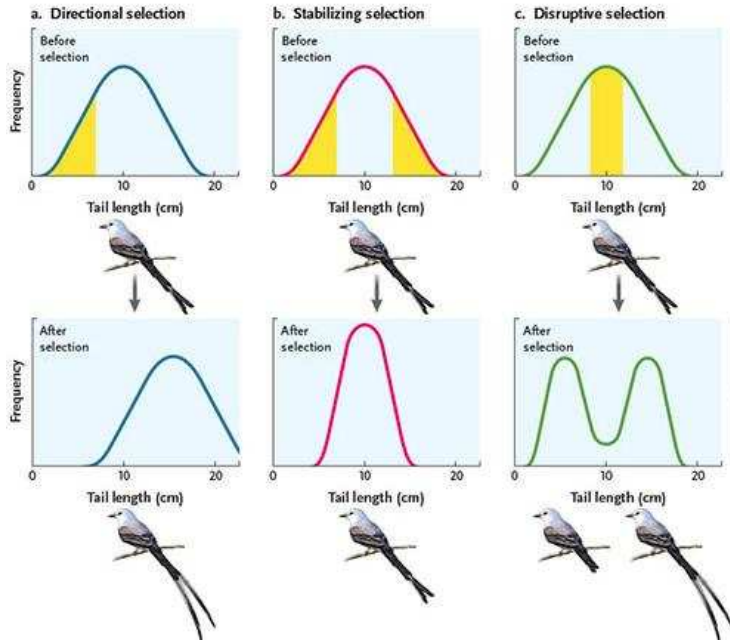 a. Directional selection
Before
selection
Frequency
0 10 20
Tail length (cm)
b. Stabilizing selection
Before
selection
0 10 20
Tail length (cm)
c. Disruptive selection
Before
selection
0 10 20
Tail length (cm)
After
selection
Frequency
0 10 20
Tail length (cm)
After
selection
0 10 20
Tail length (cm)
After
selection
0 10 20
Tail length (cm)